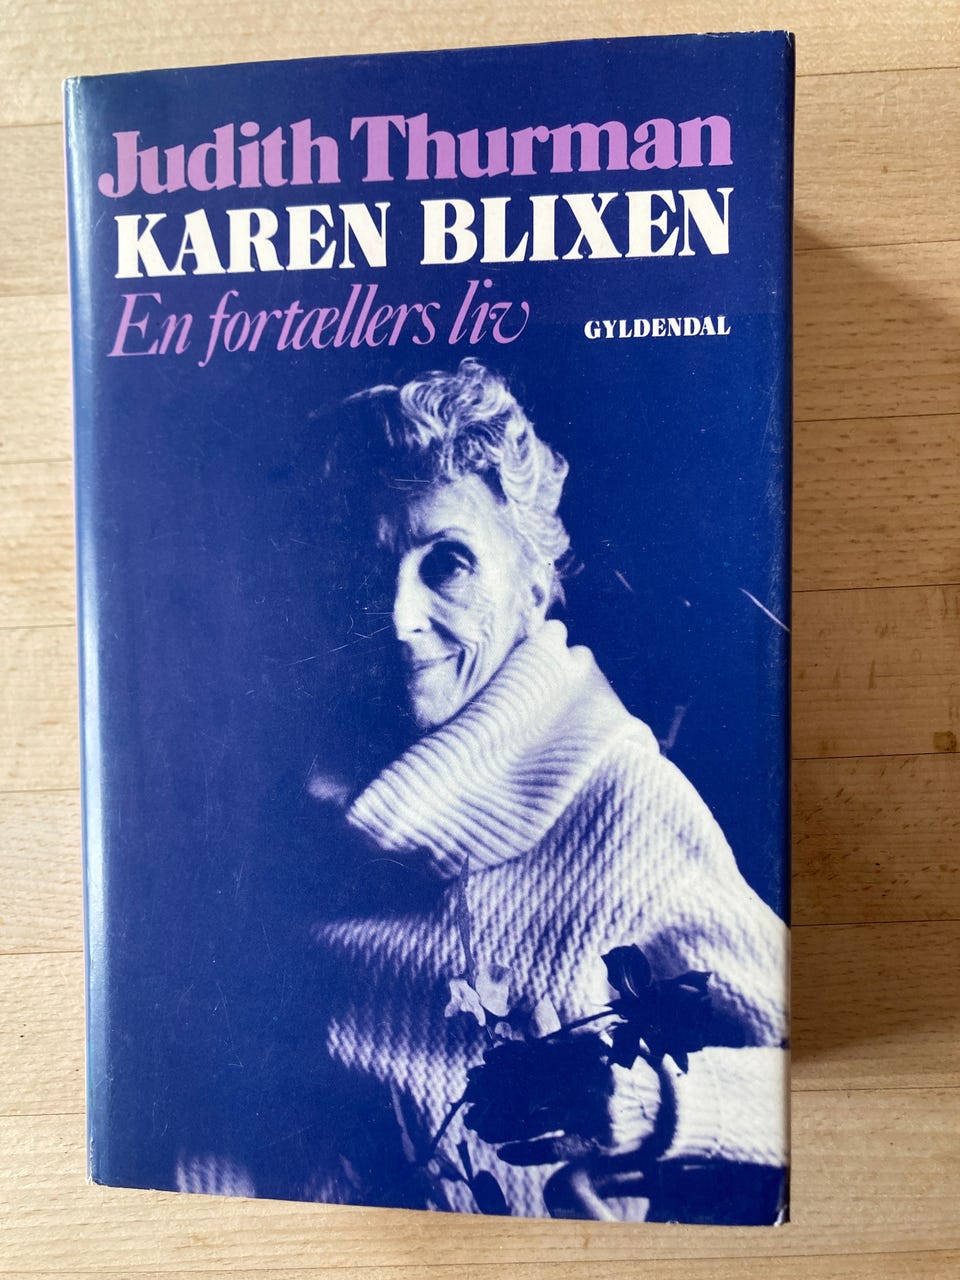 Judith Thurman
KAREN BLIXEN
En fortællers liv
GYLDENDAL